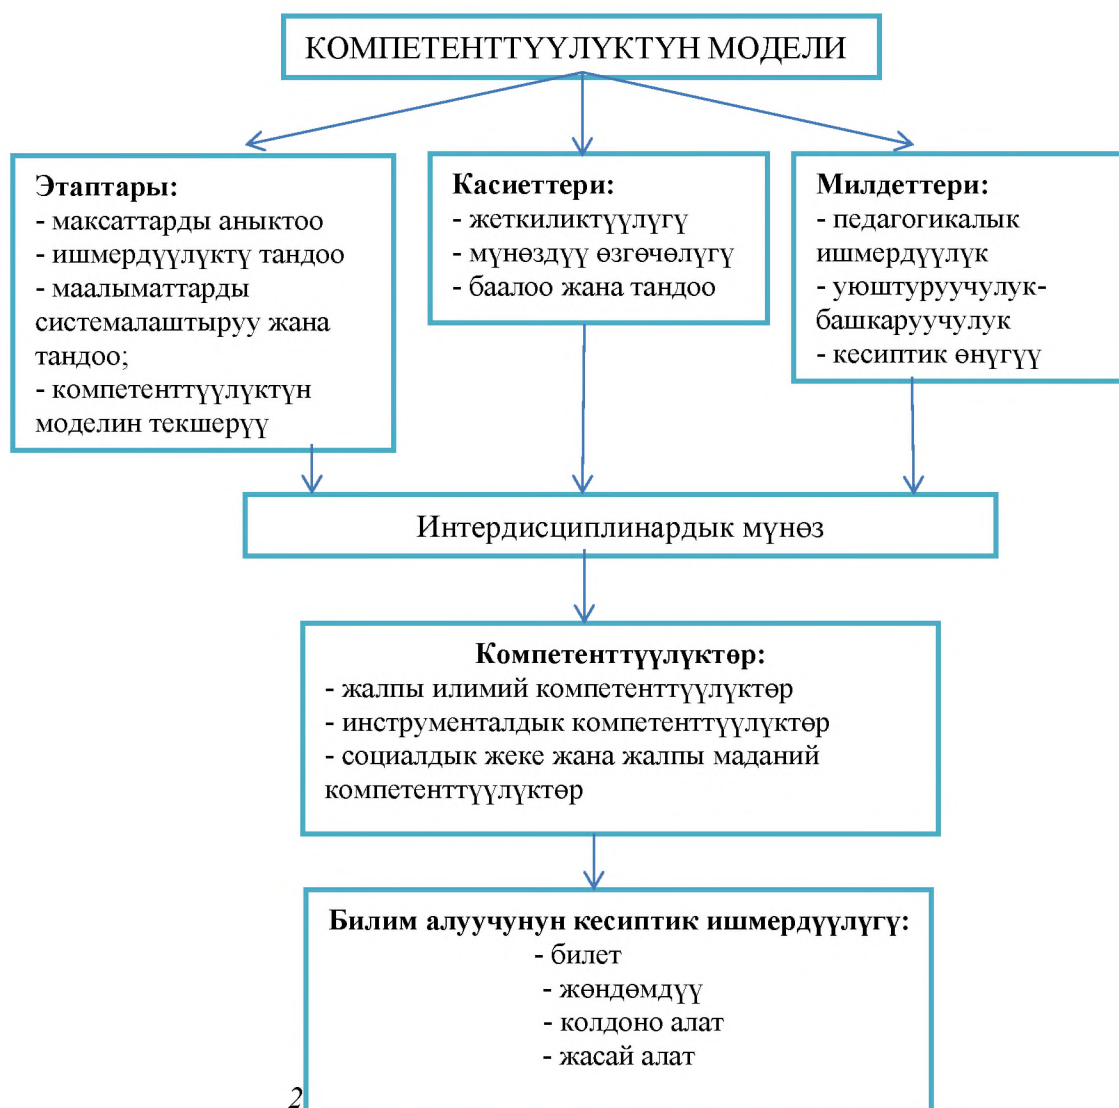 КОМПЕТЕНТТҮҮЛҮКТҮН МОДЕЛИ
Этаптары:
- максаттарды аныктоо
- ишмердүүлүктү тандоо
- маалыматтарды
системалаштыруу жана
тандоо;
- компетенттүүлүктүн
моделин текшерүү
Касиеттери:
- жеткиликтүүлүгү
- мүнөздүү өзгөчөлүгү
- баалоо жана тандоо
Милдеттери:
- педагогикалык
ишмердүүлүк
- уюштуруучулук-
башкаруучулук
- кесиптик өнүгүү
Интердисциплинардык мүнөз
Компетенттүүлүктөр:
- жалпы илимий компетенттүүлүктөр
- инструменталдык компетенттүүлүктөр
- социалдык жеке жана жалпы маданий
компетенттүүлүктөр
Билим алуучунун кесиптик ишмердүүлүгү:
- билет
- жөндөмдүү
- колдоно алат
- жасай алат
2